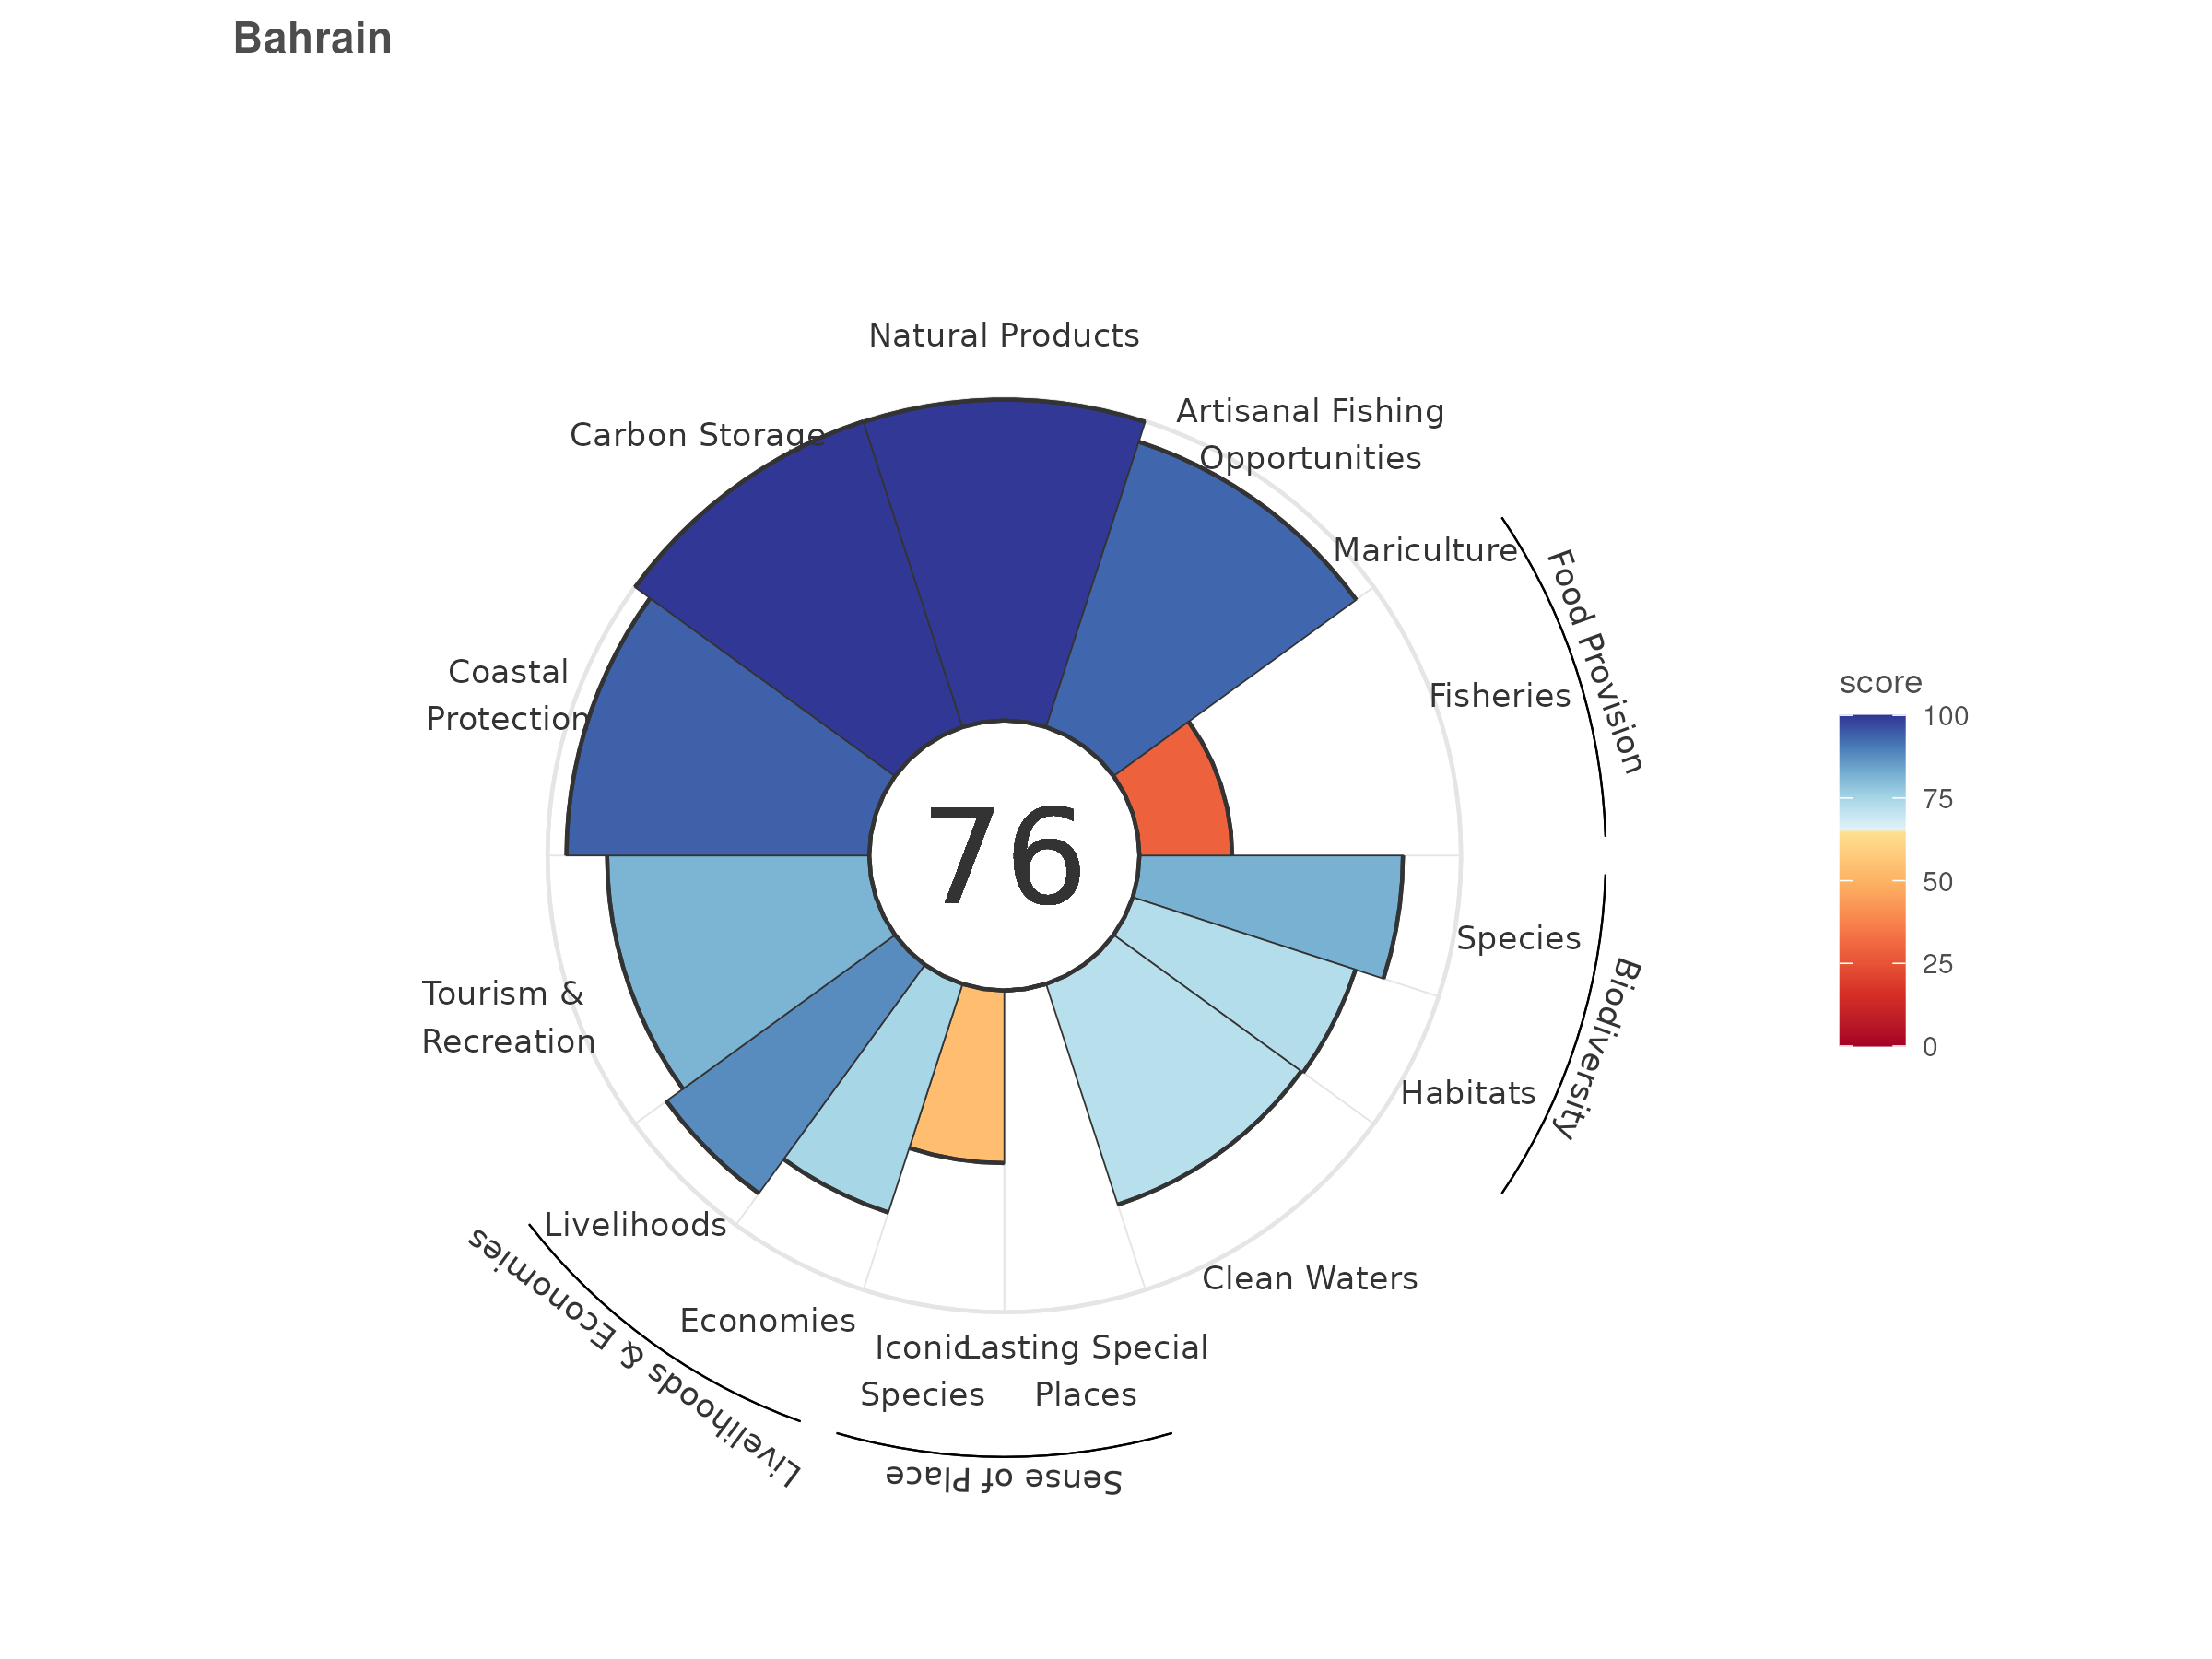 Bahrain
Natural Products
Artisanal Fishing
Opportunities
Carbon Storage
Mariculture
Food Provision
Fisheries
Coastal
Protection
76
Species
Biodiversity
Habitats
Tourism &
Recreation
Livelihoods
Livelihoods & Economies
Clean Waters
Economies
Iconic
Species
Lasting Special
Places
Sense of Place
score
100
75
50
25
0